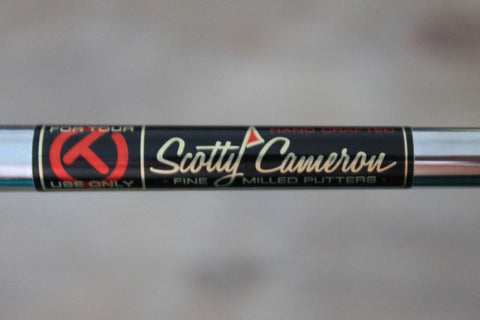 FOR TOUR
USE ONLY
HAND CRAFTED
Scotty Cameron
• FINE MILLED PUTTERS •